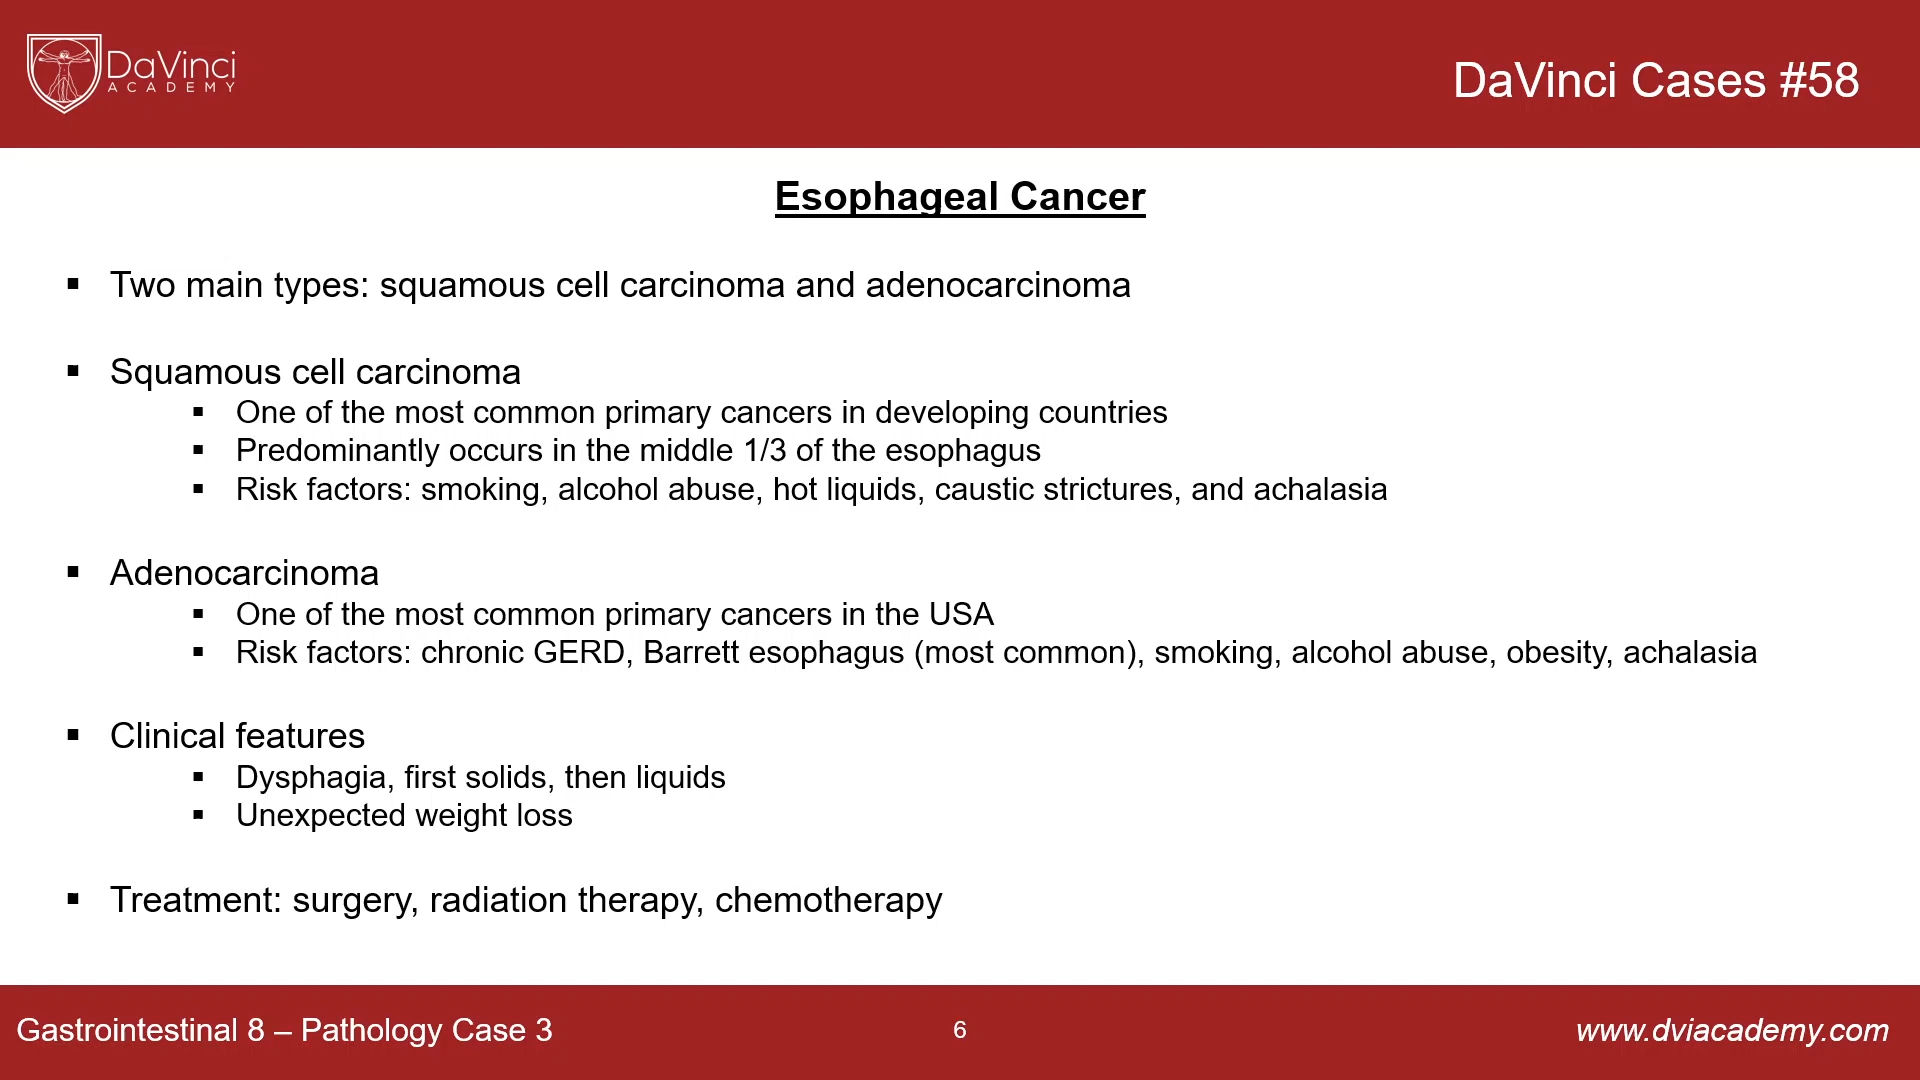 DaVinci
ACADEMY
DaVinci Cases #58
Esophageal Cancer
▪ Two main types: squamous cell carcinoma and adenocarcinoma
▪ Squamous cell carcinoma
▪ One of the most common primary cancers in developing countries
▪ Predominantly occurs in the middle 1/3 of the esophagus
▪ Risk factors: smoking, alcohol abuse, hot liquids, caustic strictures, and achalasia
▪ Adenocarcinoma
▪ One of the most common primary cancers in the USA
▪ Risk factors: chronic GERD, Barrett esophagus (most common), smoking, alcohol abuse, obesity, achalasia
▪ Clinical features
▪ Dysphagia, first solids, then liquids
▪ Unexpected weight loss
▪ Treatment: surgery, radiation therapy, chemotherapy
Gastrointestinal 8 – Pathology Case 3
6
www.dviacademy.com